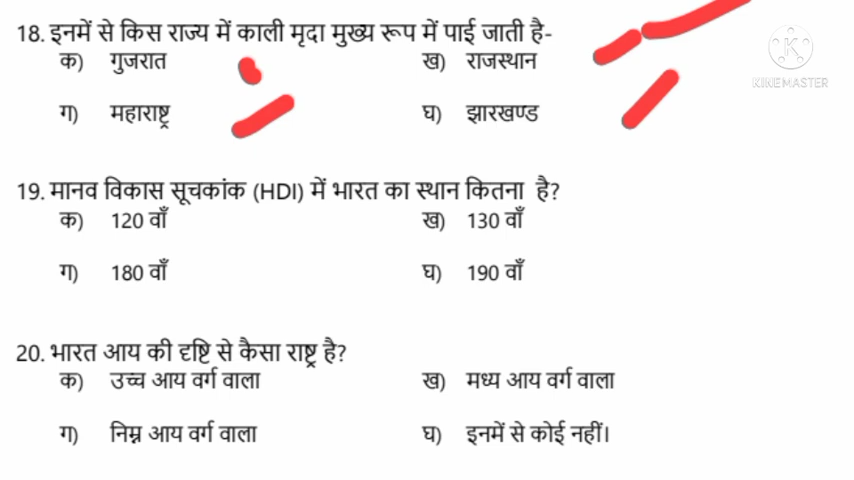 18. इनमें से किस राज्य में काली मृदा मुख्य रूप में पाई जाती है-
क) गुजरात ख) राजस्थान
KINEMASTER
ग) महाराष्ट्र घ) झारखण्ड
19. मानव विकास सूचकांक (HDI) में भारत का स्थान कितना है?
क) 120 वाँ ख) 130 वाँ
ग) 180 वाँ घ) 190 वाँ
20. भारत आय की दृष्टि से कैसा राष्ट्र है?
क) उच्च आय वर्ग वाला ख) मध्य आय वर्ग वाला
ग) निम्न आय वर्ग वाला घ) इनमें से कोई नहीं।